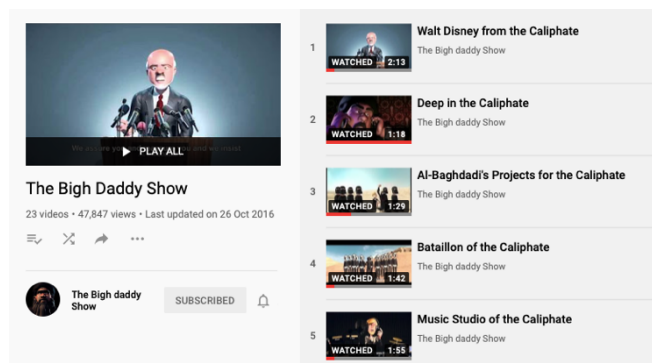 PLAY ALL
The Bigh Daddy Show
23 videos • 47,847 views • Last updated on 26 Oct 2016
The Bigh daddy
Show
SUBSCRIBED
1
WATCHED
2:13
Walt Disney from the Caliphate
The Bigh daddy Show
2
WATCHED
1:18
Deep in the Caliphate
The Bigh daddy Show
3
WATCHED
1:29
Al-Baghdadi's Projects for the Caliphate
The Bigh daddy Show
4
WATCHED
1:42
Bataillon of the Caliphate
The Bigh daddy Show
5
WATCHED
1:55
Music Studio of the Caliphate
The Bigh daddy Show